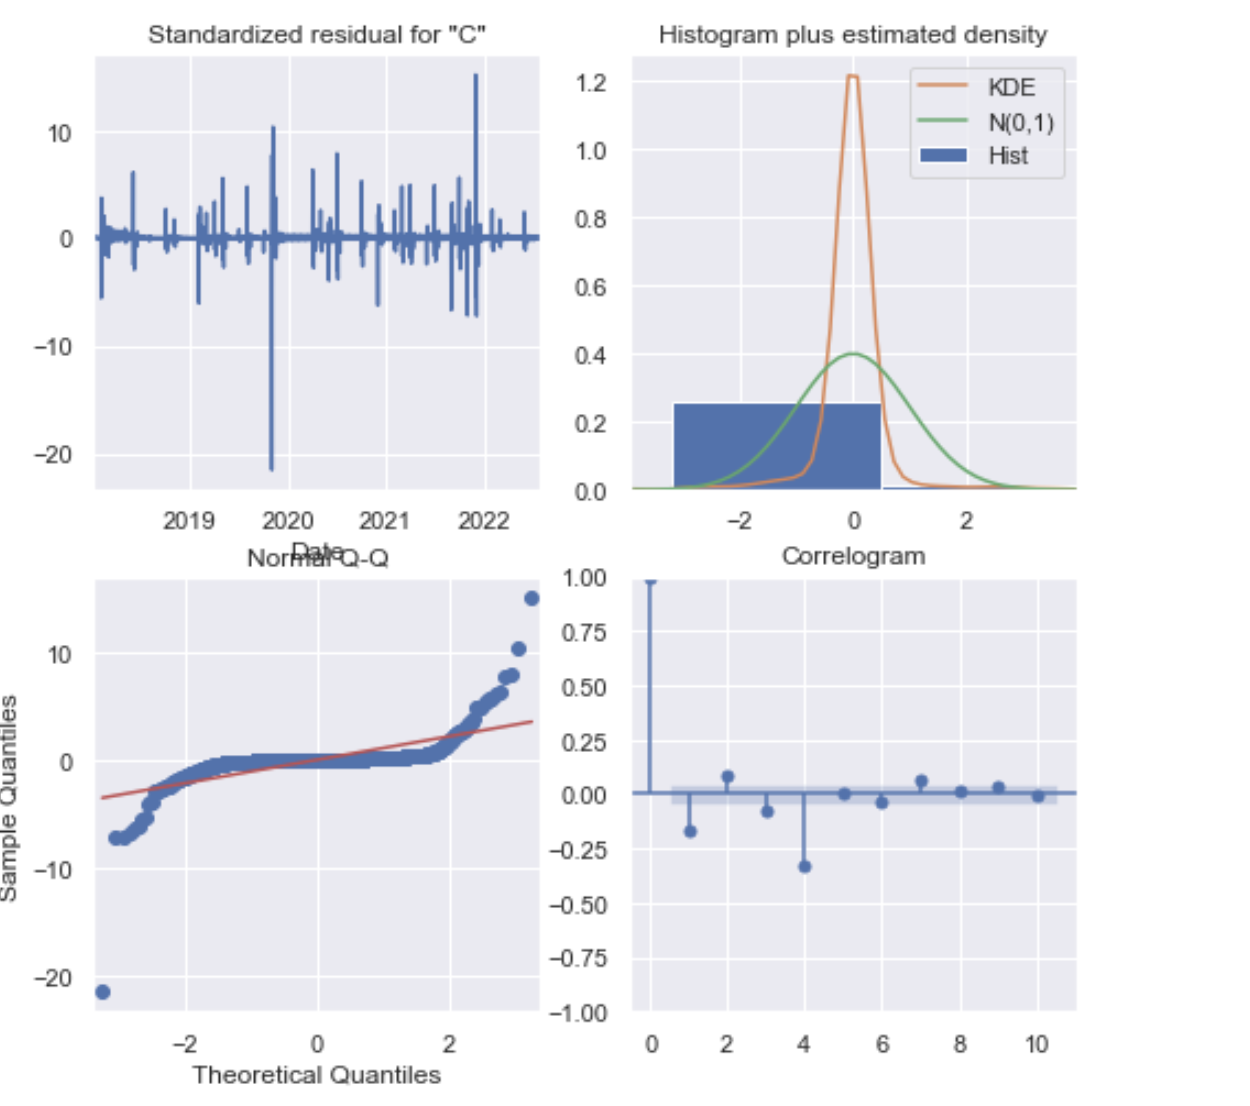 Standardized residual for "C"
10
0
−10
−20
2019 2020 2021 2022
Date
Histogram plus estimated density
1.2
1.0
0.8
0.6
0.4
0.2
0.0
KDE
N(0,1)
Hist
−2 0 2
Normal Q-Q
Sample Quantiles
10
0
−10
−20
−2 0 2
Theoretical Quantiles
Correlogram
1.00
0.75
0.50
0.25
0.00
−0.25
−0.50
−0.75
−1.00
0 2 4 6 8 10